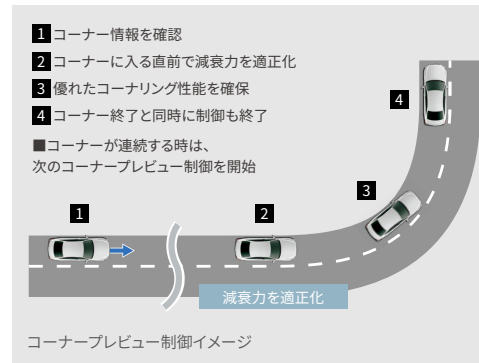 1 コーナー情報を確認
2 コーナーに入る直前で減衰力を適正化
3 優れたコーナリング性能を確保
4 コーナー終了と同時に制御も終了
■コーナーが連続する時は、
次のコーナープレビュー制御を開始
4
3
1
2
減衰力を適正化
コーナープレビュー制御イメージ